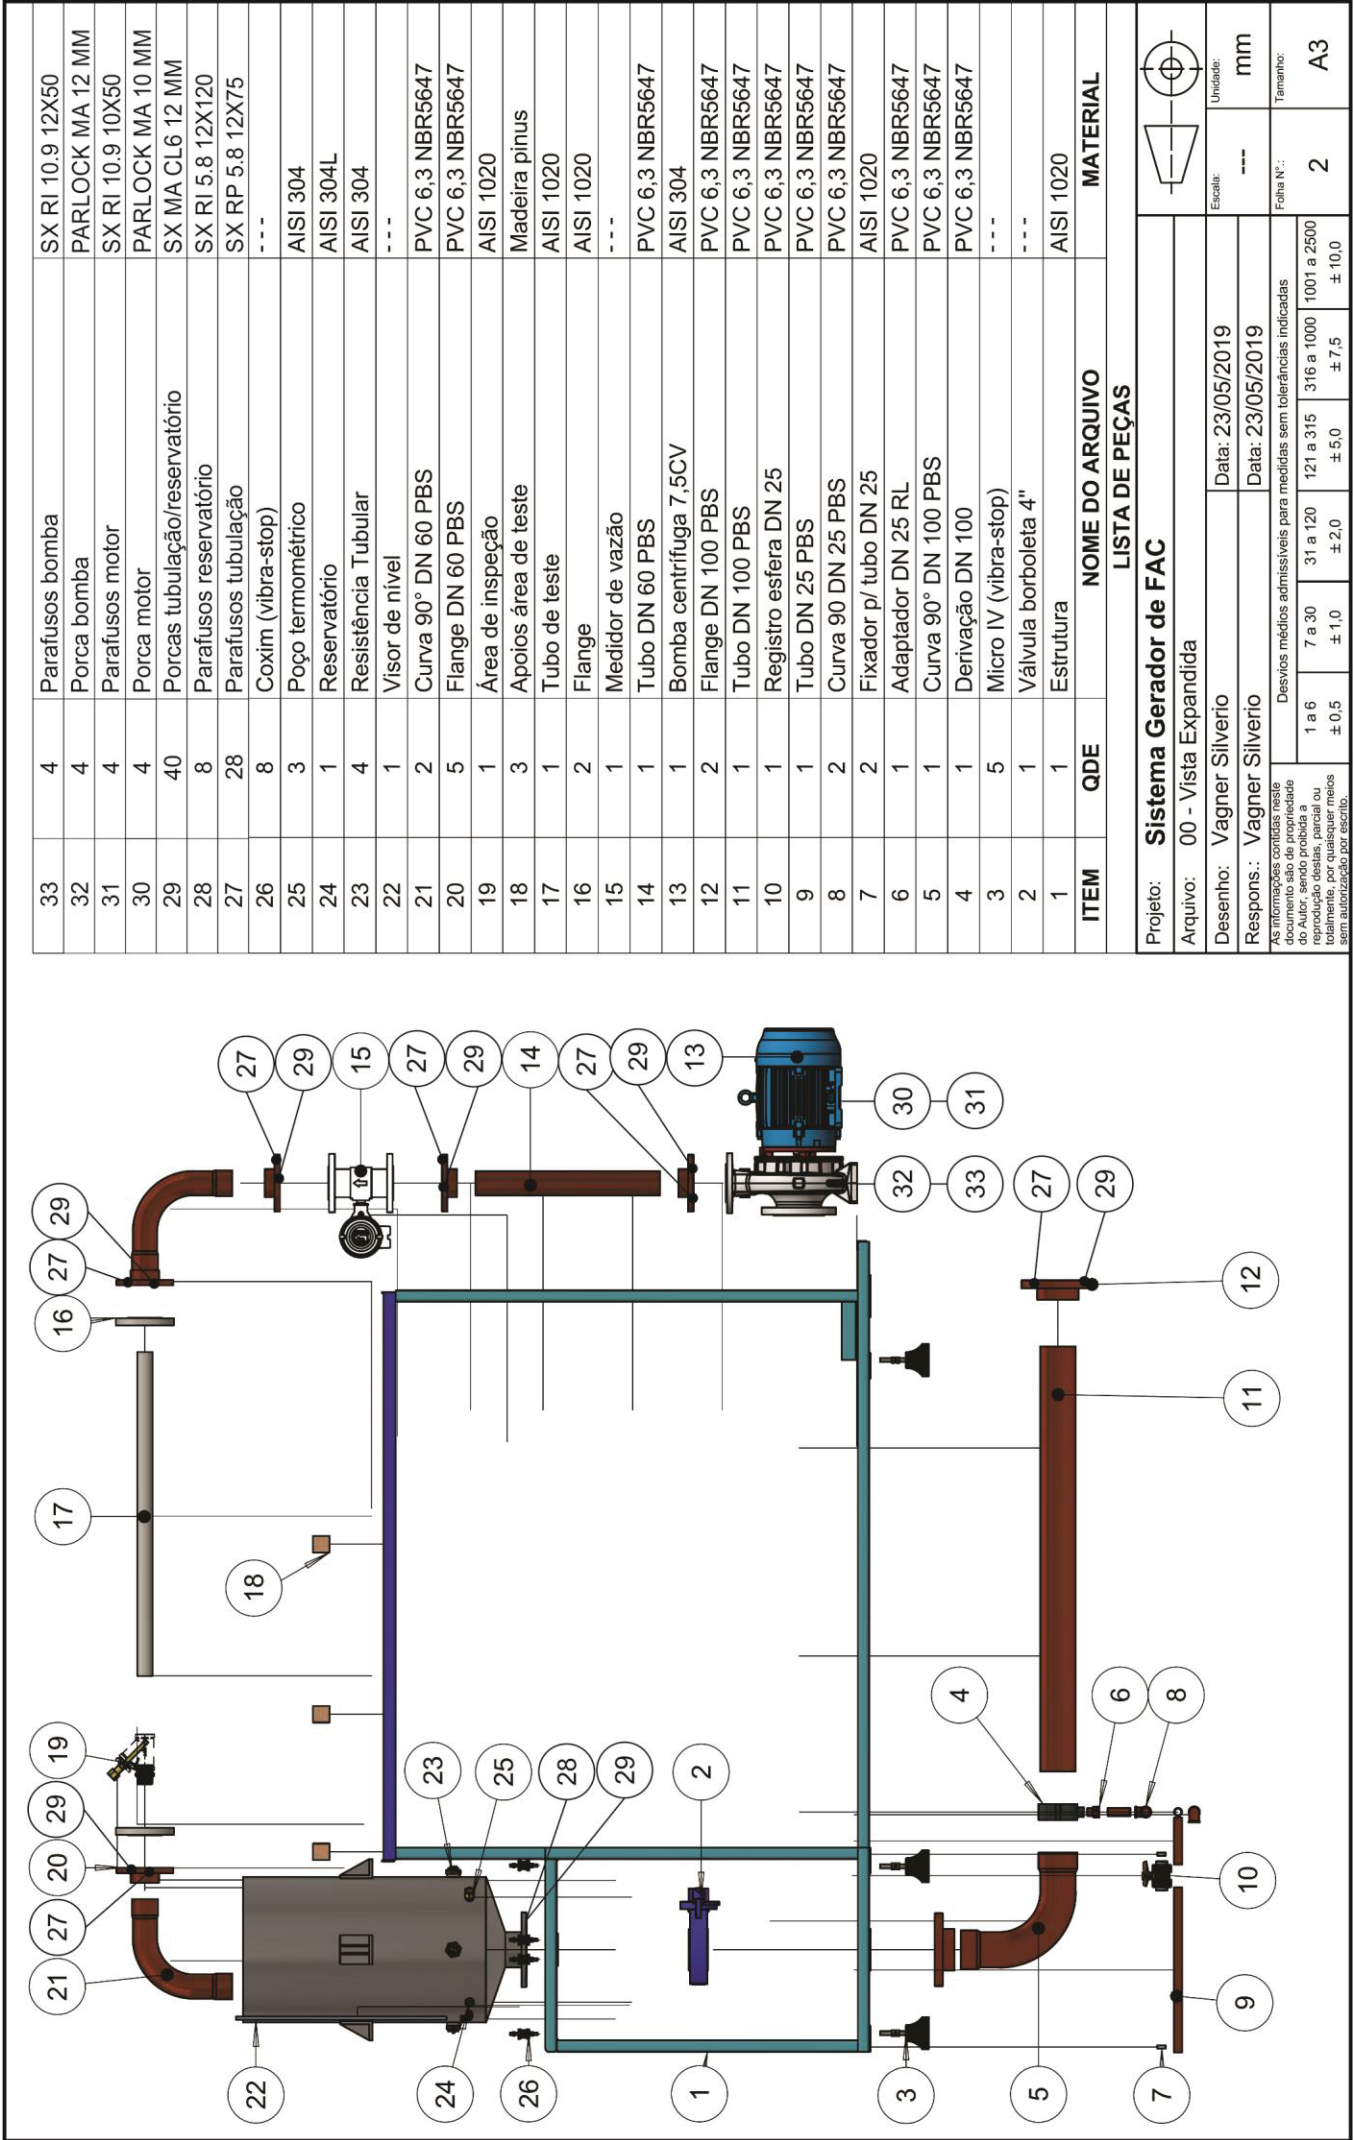 33 4 Parafusos bomba SX RI 10.9 12X50
32 4 Porca bomba PARLOCK MA 12 MM
31 4 Parafusos motor SX RI 10.9 10X50
30 4 Porca motor PARLOCK MA 10 MM
29 40 Porcas tubulação/reservatório SX MA CL6 12 MM
28 8 Parafusos reservatório SX RI 5.8 12X120
27 28 Parafusos tubulação SX RP 5.8 12X75
26 8 Coxim (vibra-stop) - - -
25 3 Poço termométrico AISI 304
24 1 Reservatório AISI 304L
23 4 Resistência Tubular AISI 304
22 1 Visor de nível - - -
21 2 Curva 90° DN 60 PBS PVC 6,3 NBR5647
20 5 Flange DN 60 PBS PVC 6,3 NBR5647
19 1 Área de inspeção AISI 1020
18 3 Apoios área de teste Madeira pinus
17 1 Tubo de teste AISI 1020
16 2 Flange AISI 1020
15 1 Medidor de vazão - - -
14 1 Tubo DN 60 PBS PVC 6,3 NBR5647
13 1 Bomba centrífuga 7,5CV AISI 304
12 2 Flange DN 100 PBS PVC 6,3 NBR5647
11 1 Tubo DN 100 PBS PVC 6,3 NBR5647
10 1 Registro esfera DN 25 PVC 6,3 NBR5647
9 1 Tubo DN 25 PBS PVC 6,3 NBR5647
8 2 Curva 90 DN 25 PBS PVC 6,3 NBR5647
7 2 Fixador p/ tubo DN 25 AISI 1020
6 1 Adaptador DN 25 RL PVC 6,3 NBR5647
5 1 Curva 90° DN 100 PBS PVC 6,3 NBR5647
4 1 Derivação DN 100 PVC 6,3 NBR5647
3 5 Micro IV (vibra-stop) - - -
2 1 Válvula borboleta 4" - - -
1 1 Estrutura AISI 1020
ITEM QDE NOME DO ARQUIVO MATERIAL
LISTA DE PEÇAS
Projeto: Sistema Gerador de FAC
Arquivo: 00 - Vista Expandida
Desenho: Vagner Silverio Data: 23/05/2019
Respons.: Vagner Silverio Data: 23/05/2019
Escala: ---
Unidade: mm
As informações contidas neste
documento são de propriedade
do Autor, sendo proibida a
reprodução destas, parcial ou
totalmente, por quaisquer meios
sem autorização por escrito.
Desvios médios admissíveis para medidas sem tolerâncias indicadas
1 a 6 7 a 30 31 a 120 121 a 315 316 a 1000 1001 a 2500
± 0,5 ± 1,0 ± 2,0 ± 5,0 ± 7,5 ± 10,0
Folha N°.: 2
Tamanho: A3
21 27 20 29 19 17 16 27 29
22 18 27 29
15
24 23 27 29
26 25 28 29 14
27 29
1 2 13
3 30 31
4 32 33
5 27 29
7 6 8
9 10 11 12